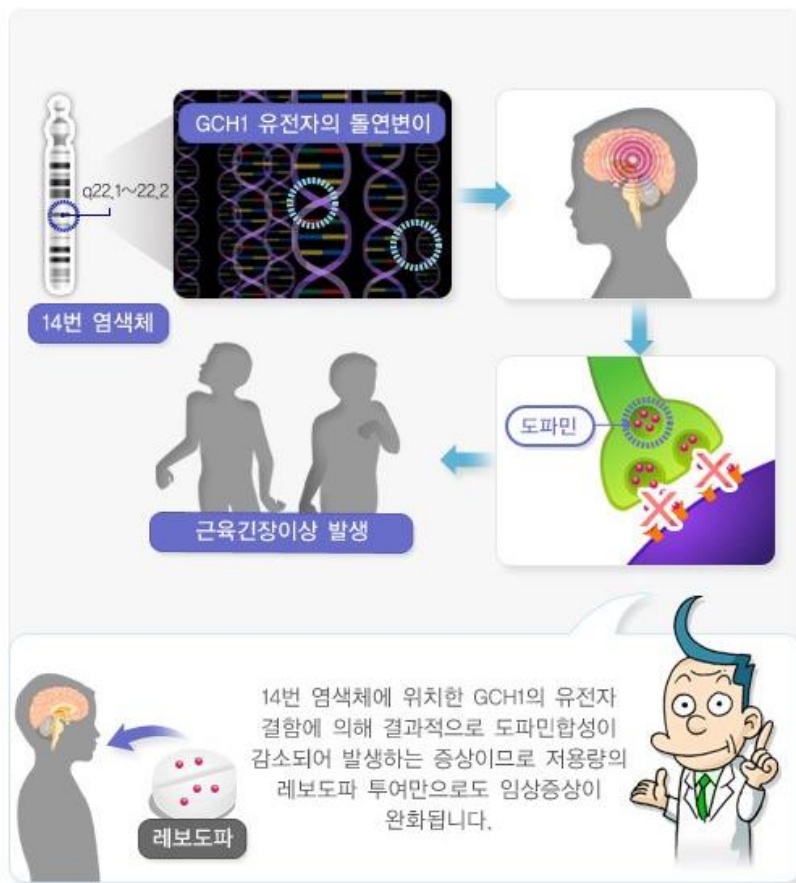 GCH1 유전자의 돌연변이
q22.1~22.2
14번 염색체
도파민
근육긴장이상 발생
14번 염색체에 위치한 GCH1의 유전자
결함에 의해 결과적으로 도파민합성이
감소되어 발생하는 증상이므로 저용량의
레보도파 투여만으로도 임상증상이
완화됩니다.
레보도파